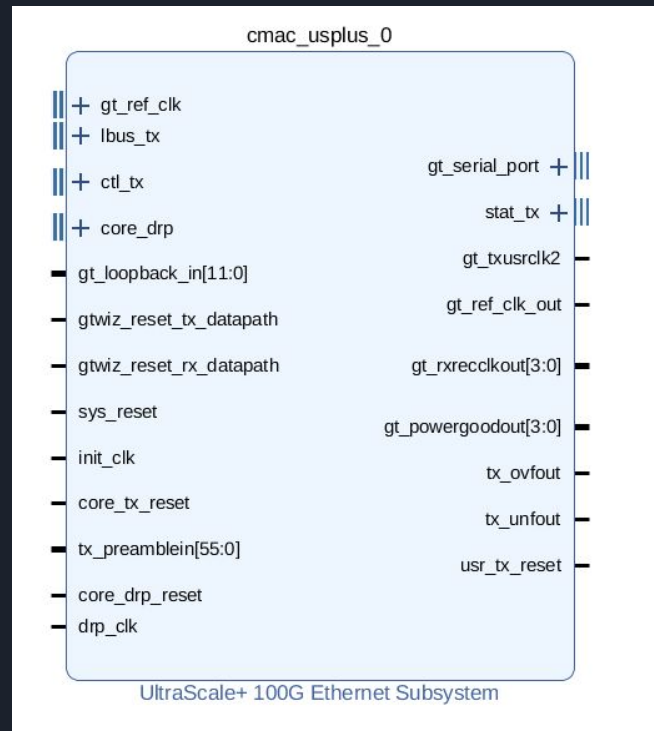 cmac_usplus_0
gt_ref_clk
lbus_tx
ctl_tx
core_drp
gt_loopback_in[11:0]
gtwiz_reset_tx_datapath
gtwiz_reset_rx_datapath
sys_reset
init_clk
core_tx_reset
tx_preamblein[55:0]
core_drp_reset
drp_clk
gt_serial_port
stat_tx
gt_txusrclk2
gt_ref_clk_out
gt_rxrecclkout[3:0]
gt_powergoodout[3:0]
tx_ovfout
tx_unfout
usr_tx_reset
UltraScale+ 100G Ethernet Subsystem